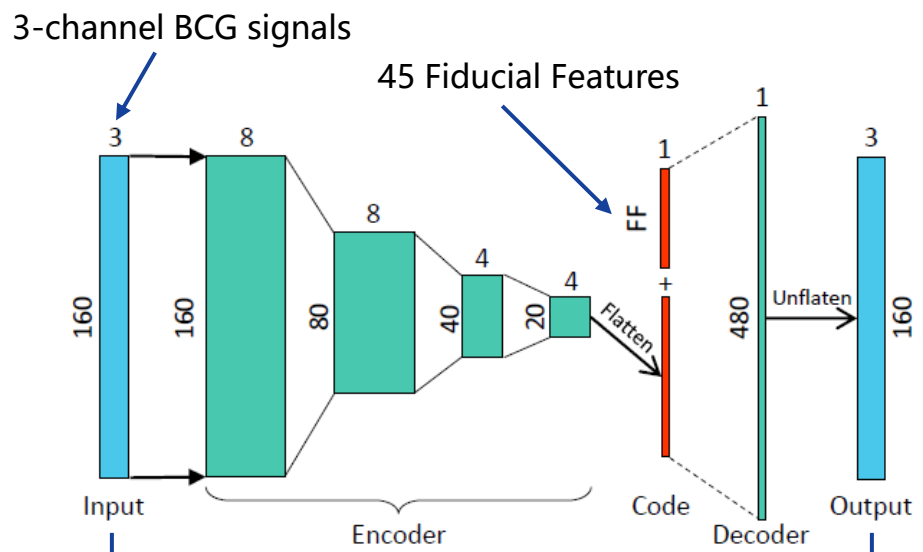 3-channel BCG signals
45 Fiducial Features
3
8
8
4
4
1
1
3
160
160
80
40
20
Flatten
FF
+
480
Unflaten
160
Input
Encoder
Code
Decoder
Output